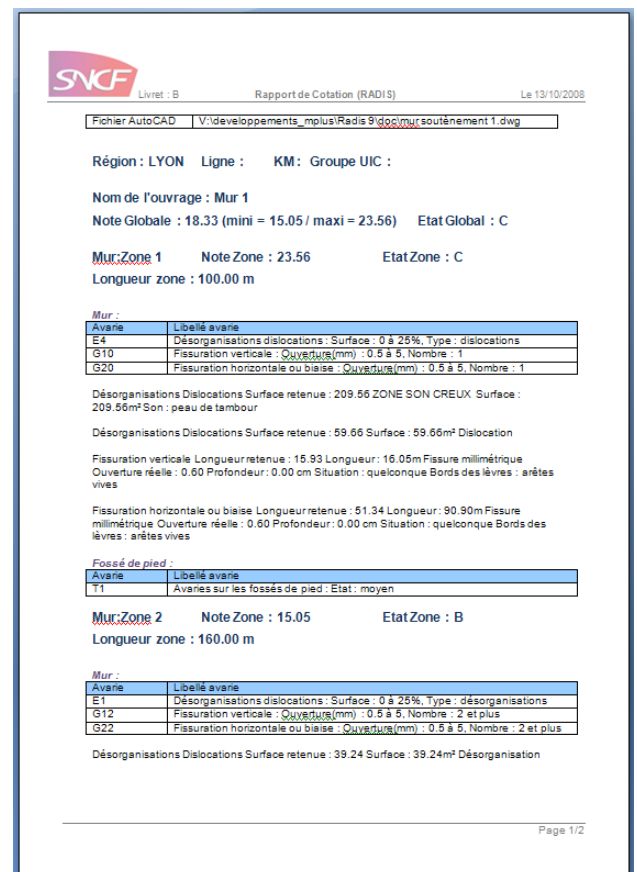 SNCF
Livret : B Rapport de Cotation (RADIS) Le 13/10/2008
Fichier AutoCAD V:\developpements_mplus\Radis 9\doc\mur soutènement 1.dwg
Région : LYON Ligne : KM : Groupe UIC :
Nom de l'ouvrage : Mur 1
Note Globale : 18.33 (mini = 15.05 / maxi = 23.56) Etat Global : C
Mur:Zone 1 Note Zone : 23.56 Etat Zone : C
Longueur zone : 100.00 m
Mur :
Avarie Libellé avarie
E4 Désorganisations dislocations : Surface : 0 à 25%, Type : dislocations
G10 Fissuration verticale : Ouverture(mm) : 0.5 à 5, Nombre : 1
G20 Fissuration horizontale ou biaise : Ouverture(mm) : 0.5 à 5, Nombre : 1
Désorganisations Dislocations Surface retenue : 209.56 ZONE SON CREUX Surface :
209.56m² Son : peau de tambour
Désorganisations Dislocations Surface retenue : 59.66 Surface : 59.66m² Dislocation
Fissuration verticale Longueur retenue : 15.93 Longueur : 16.05m Fissure millimétrique
Ouverture réelle : 0.60 Profondeur : 0.00 cm Situation : quelconque Bords des lèvres : arêtes
vives
Fissuration horizontale ou biaise Longueur retenue : 51.34 Longueur : 90.90m Fissure
millimétrique Ouverture réelle : 0.60 Profondeur : 0.00 cm Situation : quelconque Bords des
lèvres : arêtes vives
Fossé de pied :
Avarie Libellé avarie
T1 Avaries sur les fossés de pied : Etat : moyen
Mur:Zone 2 Note Zone : 15.05 Etat Zone : B
Longueur zone : 160.00 m
Mur :
Avarie Libellé avarie
E1 Désorganisations dislocations : Surface : 0 à 25%, Type : désorganisations
G12 Fissuration verticale : Ouverture(mm) : 0.5 à 5, Nombre : 2 et plus
G22 Fissuration horizontale ou biaise : Ouverture(mm) : 0.5 à 5, Nombre : 2 et plus
Désorganisations Dislocations Surface retenue : 39.24 Surface : 39.24m² Désorganisation
Page 1/2